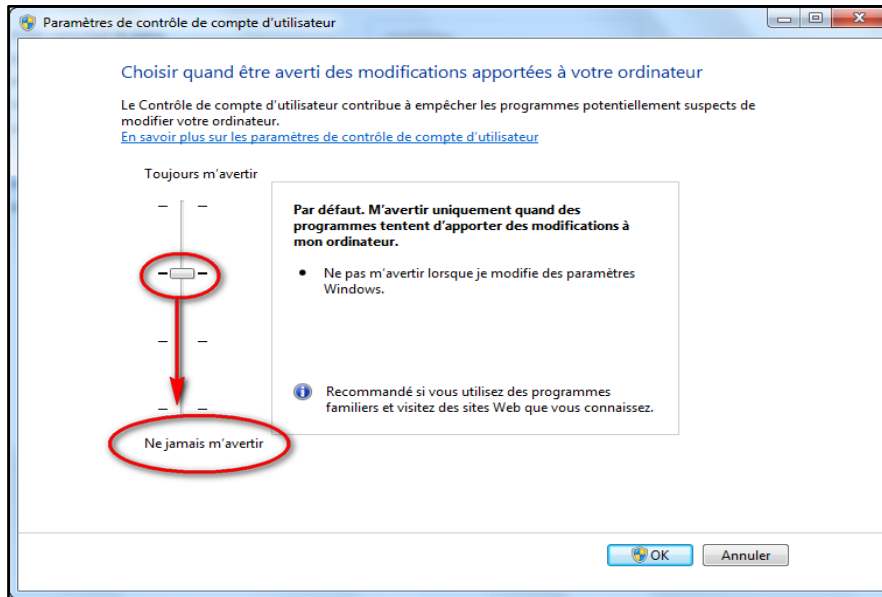 Paramètres de contrôle de compte d'utilisateur
Choisir quand être averti des modifications apportées à votre ordinateur
Le Contrôle de compte d'utilisateur contribue à empêcher les programmes potentiellement suspects de
modifier votre ordinateur.
En savoir plus sur les paramètres de contrôle de compte d'utilisateur
Toujours m'avertir
Par défaut. M'avertir uniquement quand des
programmes tentent d'apporter des modifications à
mon ordinateur.
• Ne pas m'avertir lorsque je modifie des paramètres
Windows.
Recommandé si vous utilisez des programmes
familiers et visitez des sites Web que vous connaissez.
Ne jamais m'avertir
OK Annuler